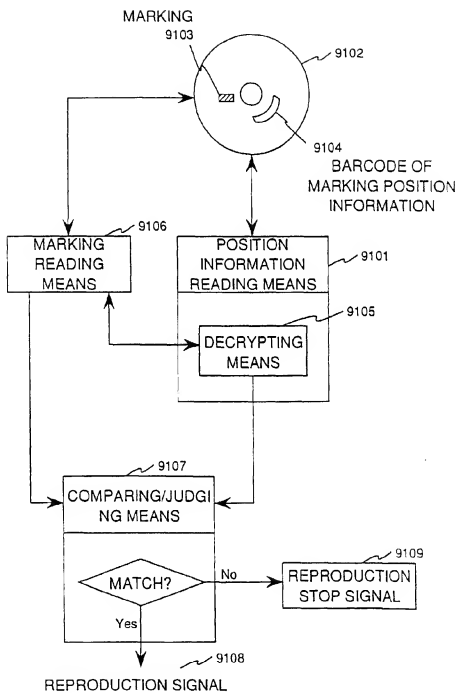 MARKING
9103
9102
9104
BARCODE OF
MARKING POSITION
INFORMATION
9106
MARKING
READING
MEANS
POSITION
INFORMATION
READING MEANS
9101
9105
DECRYPTING
MEANS
9107
COMPARING/JUDGI
NG MEANS
MATCH?
No
Yes
9109
REPRODUCTION
STOP SIGNAL
9108
REPRODUCTION SIGNAL